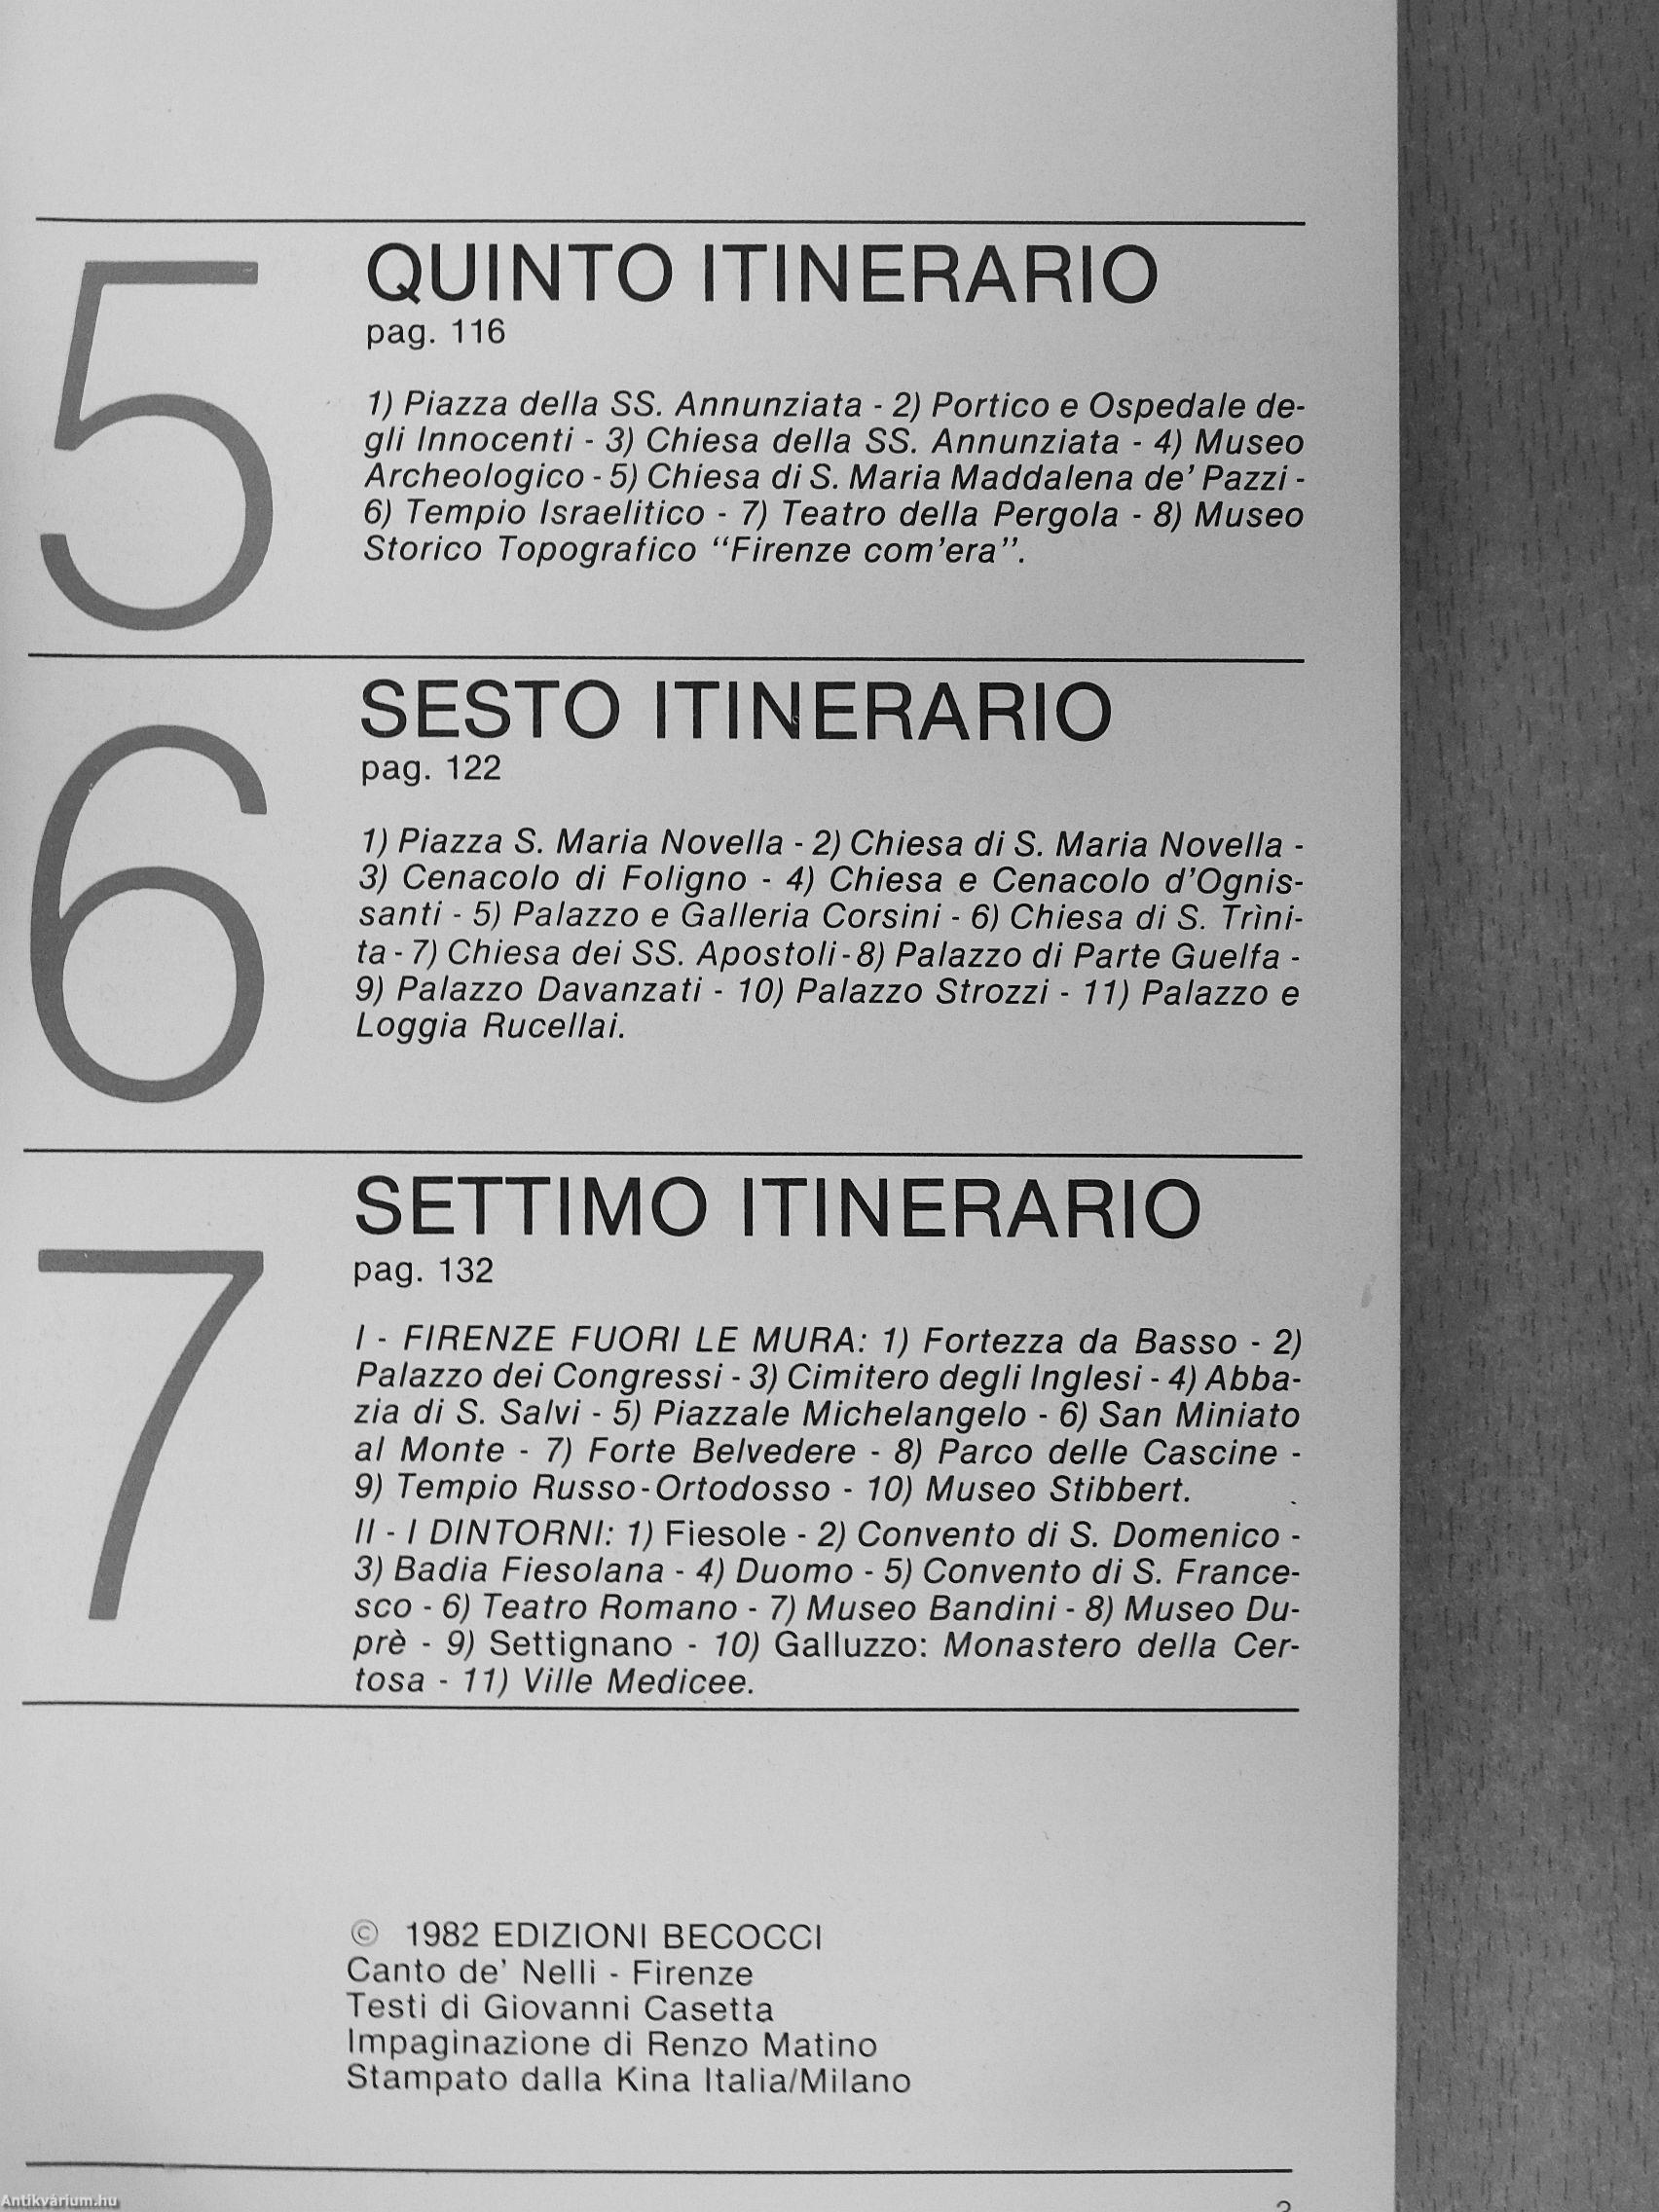 5
QUINTO ITINERARIO
pag. 116
1) Piazza della SS. Annunziata - 2) Portico e Ospedale de-
gli Innocenti - 3) Chiesa della SS. Annunziata - 4) Museo
Archeologico - 5) Chiesa di S. Maria Maddalena de' Pazzi -
6) Tempio Israelitico - 7) Teatro della Pergola - 8) Museo
Storico Topografico "Firenze com'era".
6
SESTO ITINERARIO
pag. 122
1) Piazza S. Maria Novella - 2) Chiesa di S. Maria Novella -
3) Cenacolo di Foligno - 4) Chiesa e Cenacolo d'Ognis-
santi - 5) Palazzo e Galleria Corsini - 6) Chiesa di S. Trìni-
ta - 7) Chiesa dei SS. Apostoli - 8) Palazzo di Parte Guelfa -
9) Palazzo Davanzati - 10) Palazzo Strozzi - 11) Palazzo e
Loggia Rucellai.
7
SETTIMO ITINERARIO
pag. 132
I - FIRENZE FUORI LE MURA: 1) Fortezza da Basso - 2)
Palazzo dei Congressi - 3) Cimitero degli Inglesi - 4) Abba-
zia di S. Salvi - 5) Piazzale Michelangelo - 6) San Miniato
al Monte - 7) Forte Belvedere - 8) Parco delle Cascine -
9) Tempio Russo-Ortodosso - 10) Museo Stibbert.
II - I DINTORNI: 1) Fiesole - 2) Convento di S. Domenico -
3) Badia Fiesolana - 4) Duomo - 5) Convento di S. France-
sco - 6) Teatro Romano - 7) Museo Bandini - 8) Museo Du-
prè - 9) Settignano - 10) Galluzzo: Monastero della Cer-
tosa - 11) Ville Medicee.
© 1982 EDIZIONI BECOCCI
Canto de' Nelli - Firenze
Testi di Giovanni Casetta
Impaginazione di Renzo Matino
Stampato dalla Kina Italia/Milano
Antikvárium.hu